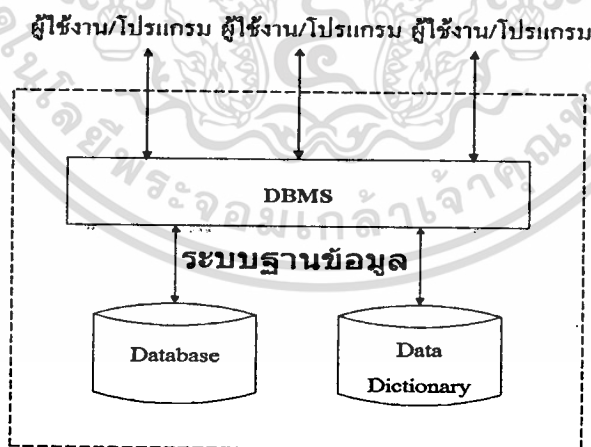 ผู้ใช้งาน/โปรแกรม ผู้ใช้งาน/โปรแกรม ผู้ใช้งาน/โปรแกรม
DBMS
ระบบฐานข้อมูล
Database
Data
Dictionary